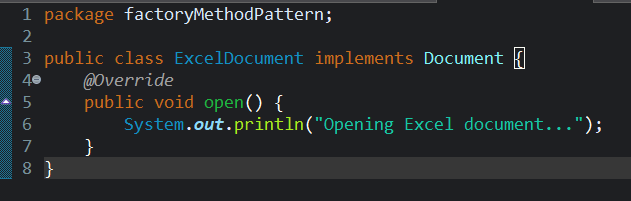 1 package factoryMethodPattern;
2
3 public class ExcelDocument implements Document {
4 @Override
5 public void open() {
6 System.out.println("Opening Excel document...");
7 }
8 }